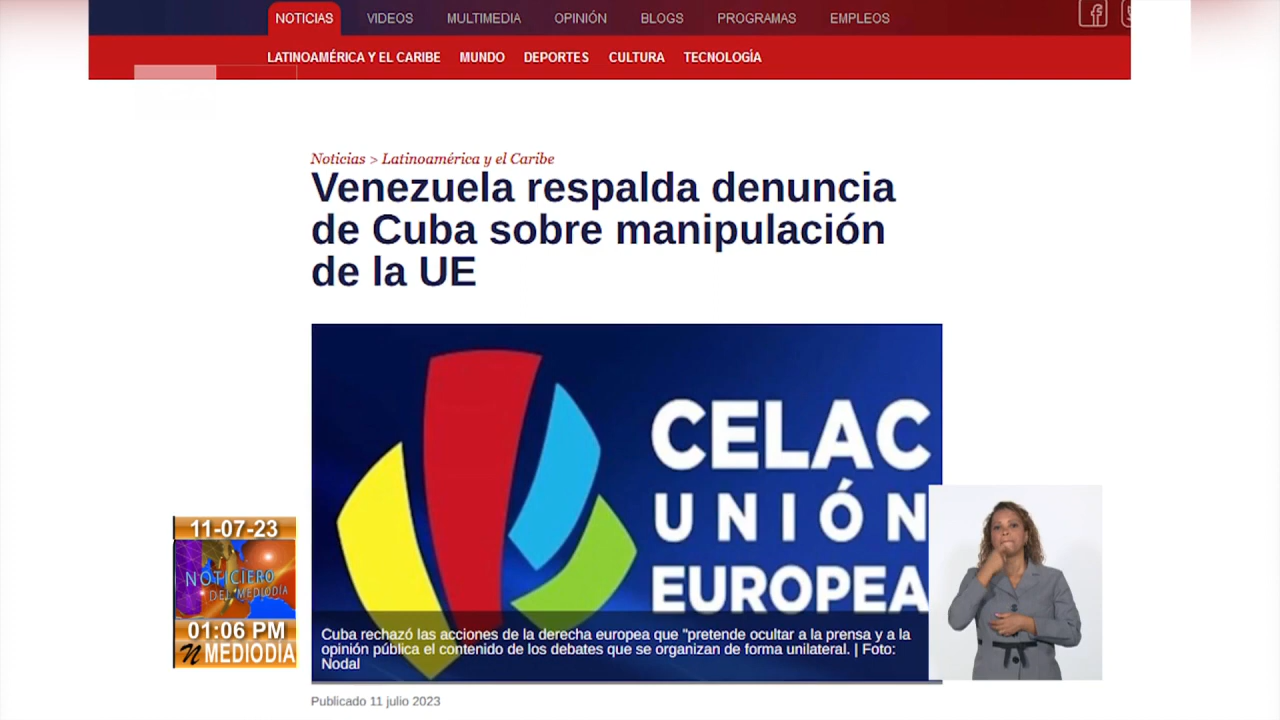 NOTICIAS VIDEOS MULTIMEDIA OPINIÓN BLOGS PROGRAMAS EMPLEOS
LATINOAMÉRICA Y EL CARIBE MUNDO DEPORTES CULTURA TECNOLOGÍA
Noticias > Latinoamérica y el Caribe
Venezuela respalda denuncia
de Cuba sobre manipulación
de la UE
CELAC
UNIÓN
EUROPEA
Cuba rechazó las acciones de la derecha europea que "pretende ocultar a la prensa y a la
opinión pública el contenido de los debates que se organizan de forma unilateral. | Foto:
Nodal
Publicado 11 julio 2023
11-07-23
NOTICIERO
DEL MEDIODÍA
01:06 PM
N MEDIODIA